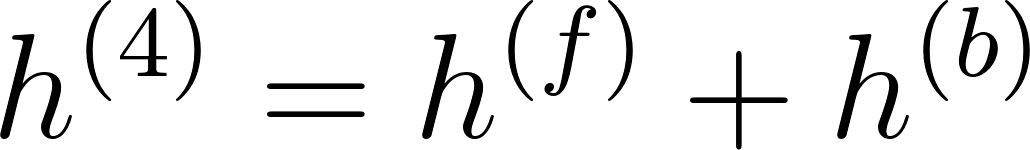 h^{(4)} = h^{(f)} + h^{(b)}